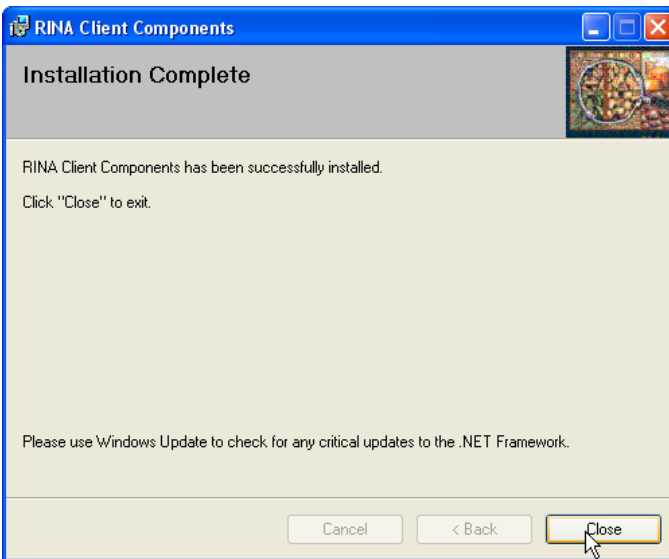 RINA Client Components
Installation Complete
RINA Client Components has been successfully installed.
Click "Close" to exit.
Please use Windows Update to check for any critical updates to the .NET Framework.
Cancel
< Back
Close